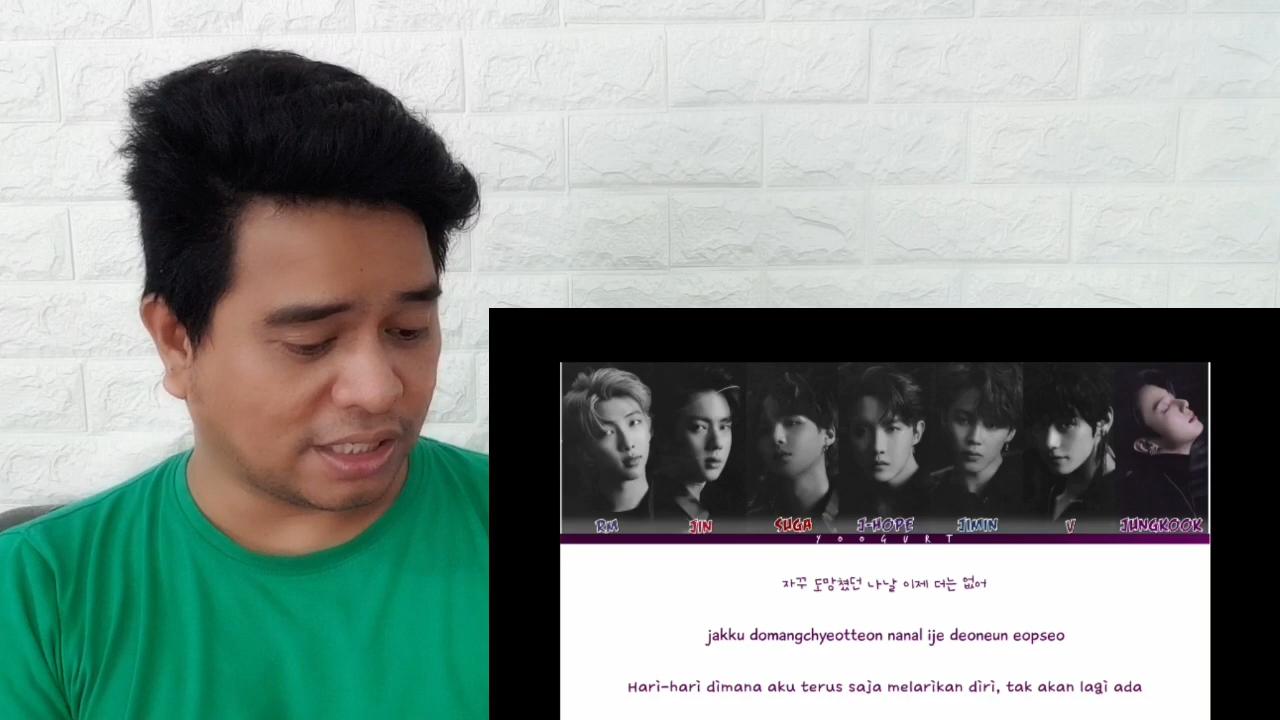 RM JIN SUGA J-HOPE JIMIN V JUNGKOOK
YOOGURT
자꾸 도망쳤던 나날 이제 더는 없어
jakku domangchyeotteon nanal ije deoneun eopseo
Hari-hari dimana aku terus saja melarikan diri, tak akan lagi ada